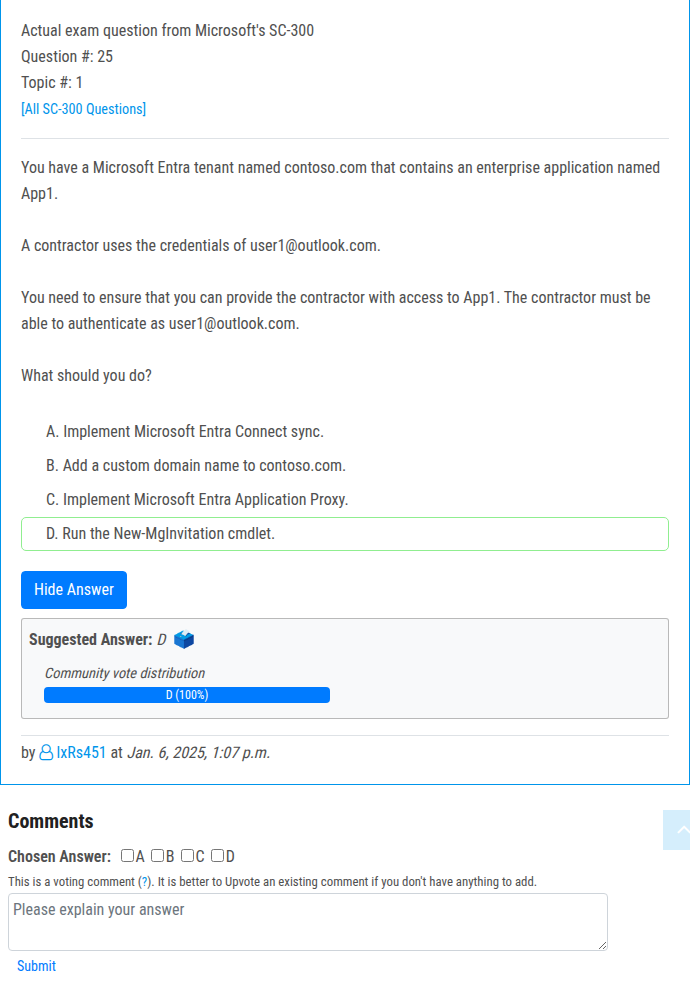 Actual exam question from Microsoft's SC-300
Question #: 25
Topic #: 1
[All SC-300 Questions]
You have a Microsoft Entra tenant named contoso.com that contains an enterprise application named
App1.
A contractor uses the credentials of user1@outlook.com.
You need to ensure that you can provide the contractor with access to App1. The contractor must be
able to authenticate as user1@outlook.com.
What should you do?
A. Implement Microsoft Entra Connect sync.
B. Add a custom domain name to contoso.com.
C. Implement Microsoft Entra Application Proxy.
D. Run the New-MgInvitation cmdlet.
Hide Answer
Suggested Answer: D
Community vote distribution
D (100%)
by IxRs451 at Jan. 6, 2025, 1:07 p.m.
Comments
Chosen Answer: A B C D
This is a voting comment (?). It is better to Upvote an existing comment if you don't have anything to add.
Please explain your answer
Submit